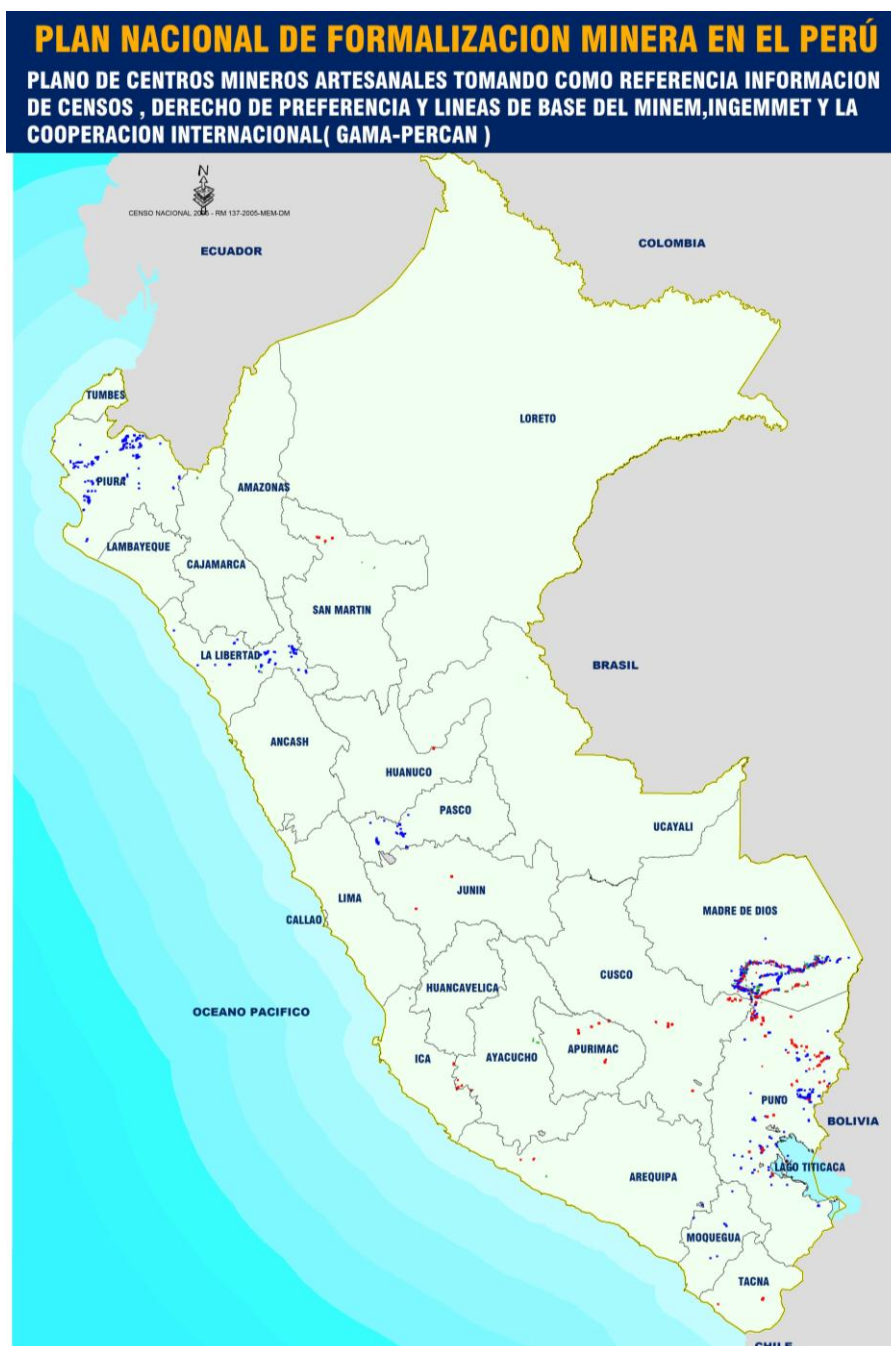 PLAN NACIONAL DE FORMALIZACION MINERA EN EL PERÚ
PLANO DE CENTROS MINEROS ARTESANALES TOMANDO COMO REFERENCIA INFORMACION
DE CENSOS , DERECHO DE PREFERENCIA Y LINEAS DE BASE DEL MINEM,INGEMMET Y LA
COOPERACION INTERNACIONAL( GAMA-PERCAN )
N
CENSO NACIONAL - RM 137-2005-MEM-DM
ECUADOR
COLOMBIA
TUMBES
LORETO
PIURA
AMAZONAS
LAMBAYEQUE
CAJAMARCA
SAN MARTIN
LA LIBERTAD
BRASIL
ANCASH
HUANUCO
PASCO
UCAYALI
LIMA
JUNIN
MADRE DE DIOS
CALLAO
CUSCO
HUANCAVELICA
OCEANO PACIFICO
ICA
AYACUCHO
APURIMAC
PUNO
BOLIVIA
LAGO TITICACA
AREQUIPA
MOQUEGUA
TACNA
CHILE